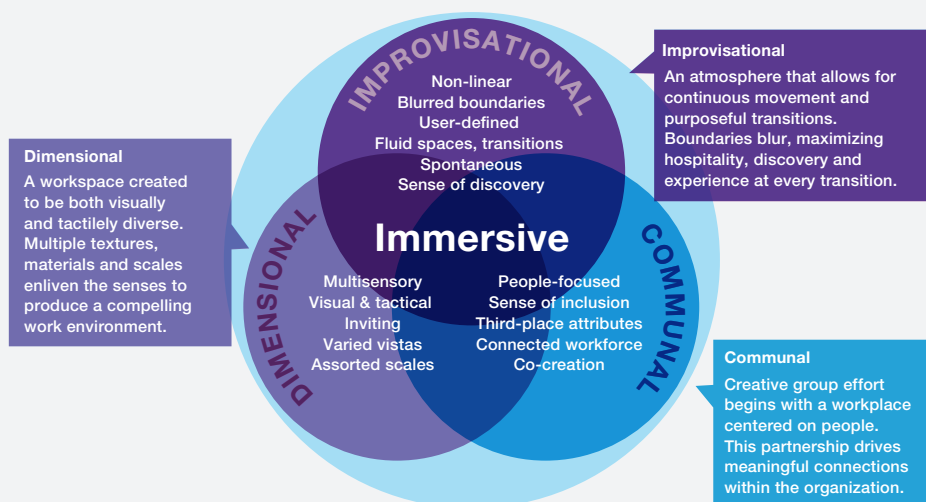 IMPROVISATIONAL
Non-linear
Blurred boundaries
User-defined
Fluid spaces, transitions
Spontaneous
Sense of discovery
Improvisational
An atmosphere that allows for
continuous movement and
purposeful transitions.
Boundaries blur, maximizing
hospitality, discovery and
experience at every transition.
Dimensional
A workspace created
to be both visually
and tactilely diverse.
Multiple textures,
materials and scales
enliven the senses to
produce a compelling
work environment.
Immersive
DIMENSIONAL
Multisensory
Visual & tactical
Inviting
Varied vistas
Assorted scales
People-focused
Sense of inclusion
Third-place attributes
Connected workforce
Co-creation
COMMUNAL
Communal
Creative group effort
begins with a workplace
centered on people.
This partnership drives
meaningful connections
within the organization.